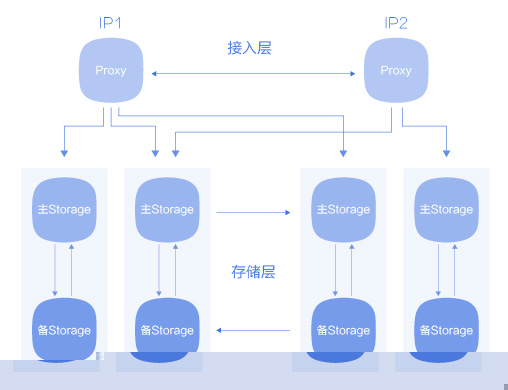 IP1
IP2
接入层
Proxy
Proxy
主Storage
主Storage
主Storage
主Storage
存储层
备Storage
备Storage
备Storage
备Storage